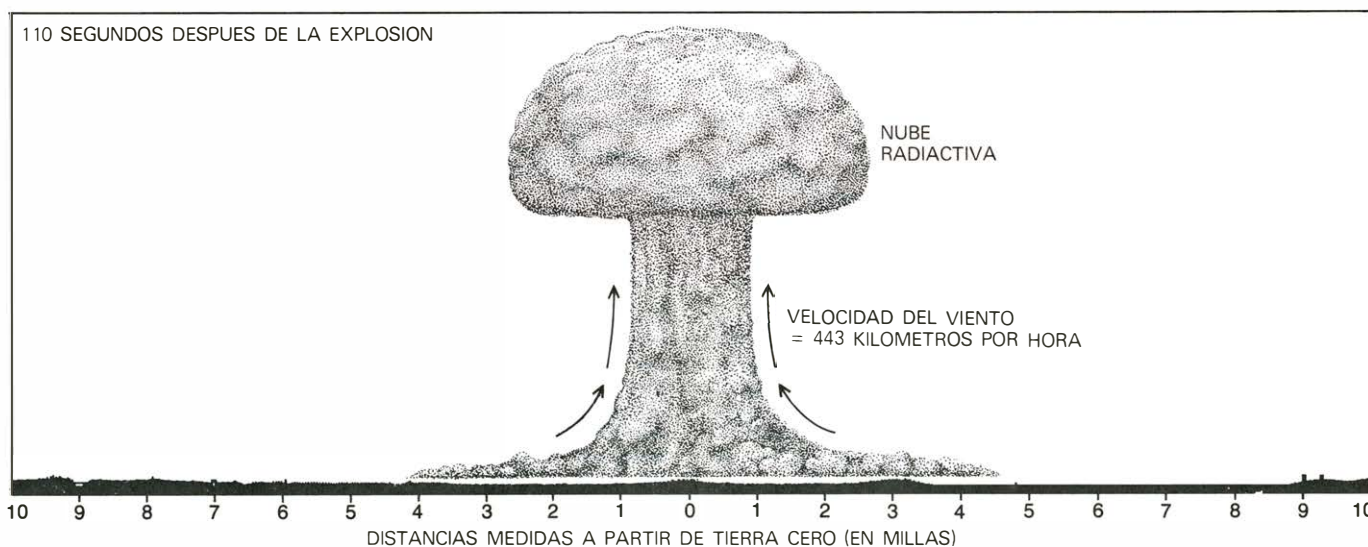 110 SEGUNDOS DESPUES DE LA EXPLOSION
NUBE
RADIACTIVA
VELOCIDAD DEL VIENTO
= 443 KILOMETROS POR HORA
10 9 8 7 6 5 4 3 2 1 0 1 2 3 4 5 6 7 8 9 10
DISTANCIAS MEDIDAS A PARTIR DE TIERRA CERO (EN MILLAS)